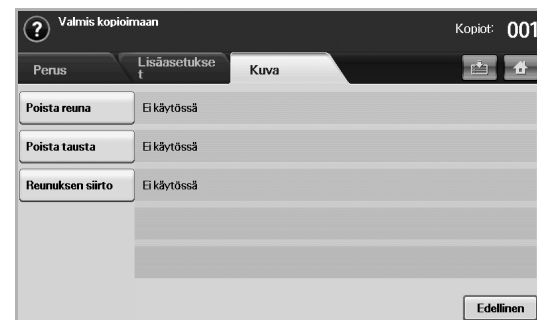 Valmis kopioimaan
Kopiot: 001
Perus
Lisäasetukse
t
Kuva
Poista reuna
Ei käytössä
Poista tausta
Ei käytössä
Reunuksen siirto
Ei käytössä
Edellinen